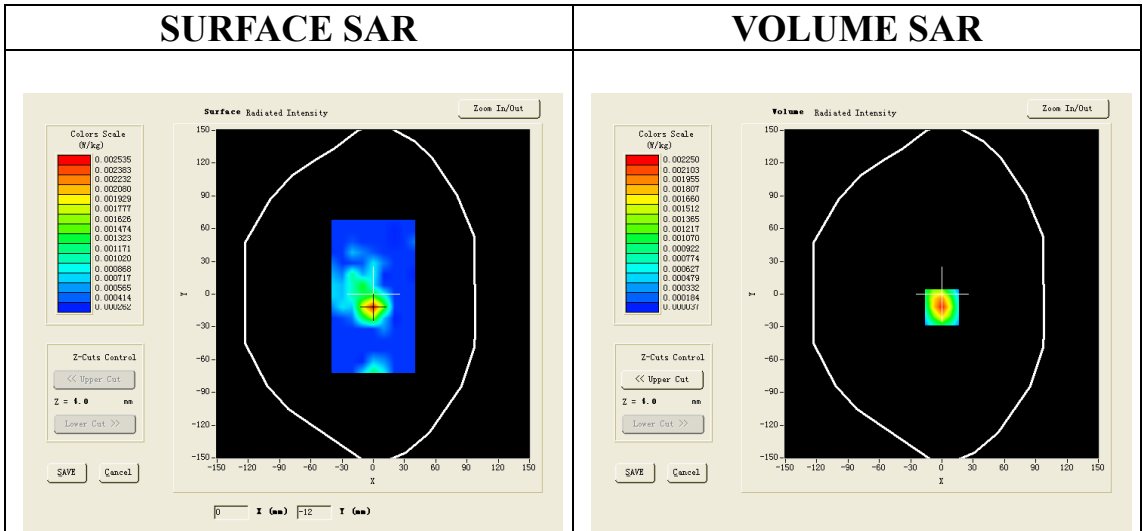 SURFACE SAR
VOLUME SAR
Surface Radiated Intensity
Zoom In/Out
Colors Scale
(W/kg)
0.002535
0.002383
0.002232
0.002080
0.001929
0.001777
0.001626
0.001474
0.001323
0.001171
0.001020
0.000868
0.000717
0.000565
0.000414
0.000262
150
120
90
60
30
0
-30
-60
-90
-120
-150
Y
-150 -120 -90 -60 -30 0 30 60 90 120 150
X
Z-Cuts Control
<< Upper Cut
Z = 4.0 mm
Lower Cut >>
SAVE Cancel
0 X (mm) -12 Y (mm)
Volume Radiated Intensity
Zoom In/Out
Colors Scale
(W/kg)
0.002250
0.002103
0.001955
0.001807
0.001660
0.001512
0.001365
0.001217
0.001070
0.000922
0.000774
0.000627
0.000479
0.000332
0.000184
0.000037
150
120
90
60
30
0
-30
-60
-90
-120
-150
Y
-150 -120 -90 -60 -30 0 30 60 90 120 150
X
Z-Cuts Control
<< Upper Cut
Z = 4.0 mm
Lower Cut >>
SAVE Cancel